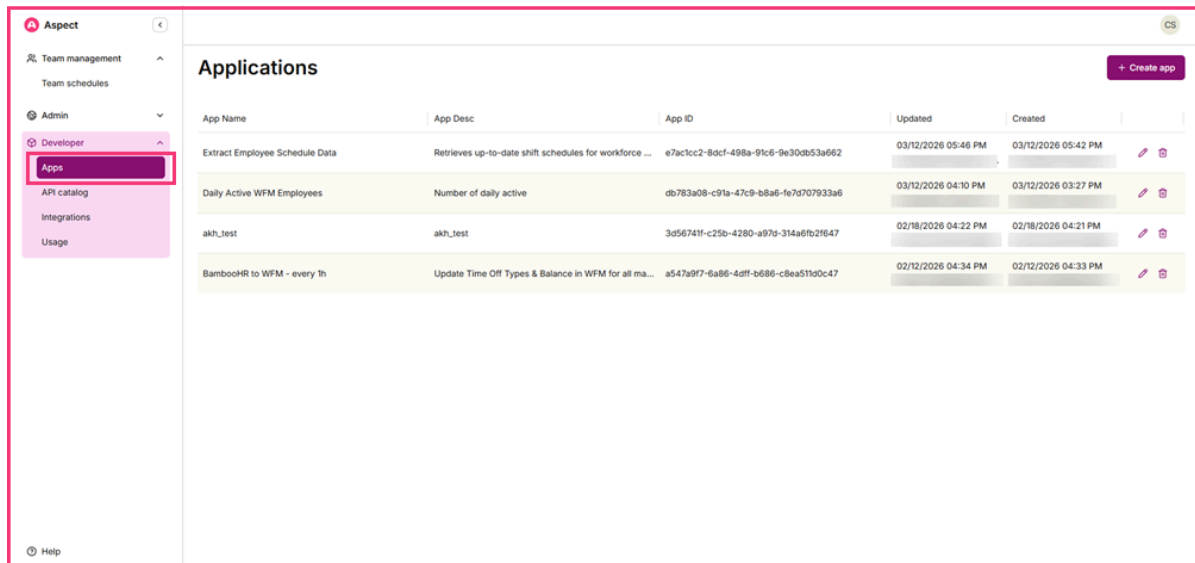 Aspect
CS
Team management
Team schedules
Admin
Developer
Apps
API catalog
Integrations
Usage
Help
Applications
+ Create app
App Name App Desc App ID Updated Created
Extract Employee Schedule Data Retrieves up-to-date shift schedules for workforce ... e7ac1cc2-8dcf-498a-91c6-9e30db53a662 03/12/2026 05:46 PM 03/12/2026 05:42 PM
Daily Active WFM Employees Number of daily active db783a08-c91a-47c9-b8a6-fe7d707933a6 03/12/2026 04:10 PM 03/12/2026 03:27 PM
akh_test akh_test 3d56741f-c25b-4280-a97d-314a6fb2f647 02/18/2026 04:22 PM 02/18/2026 04:21 PM
BambooHR to WFM - every 1h Update Time Off Types & Balance in WFM for all ma... a547a9f7-6a86-4dff-b686-c8ea511d0c47 02/12/2026 04:34 PM 02/12/2026 04:33 PM